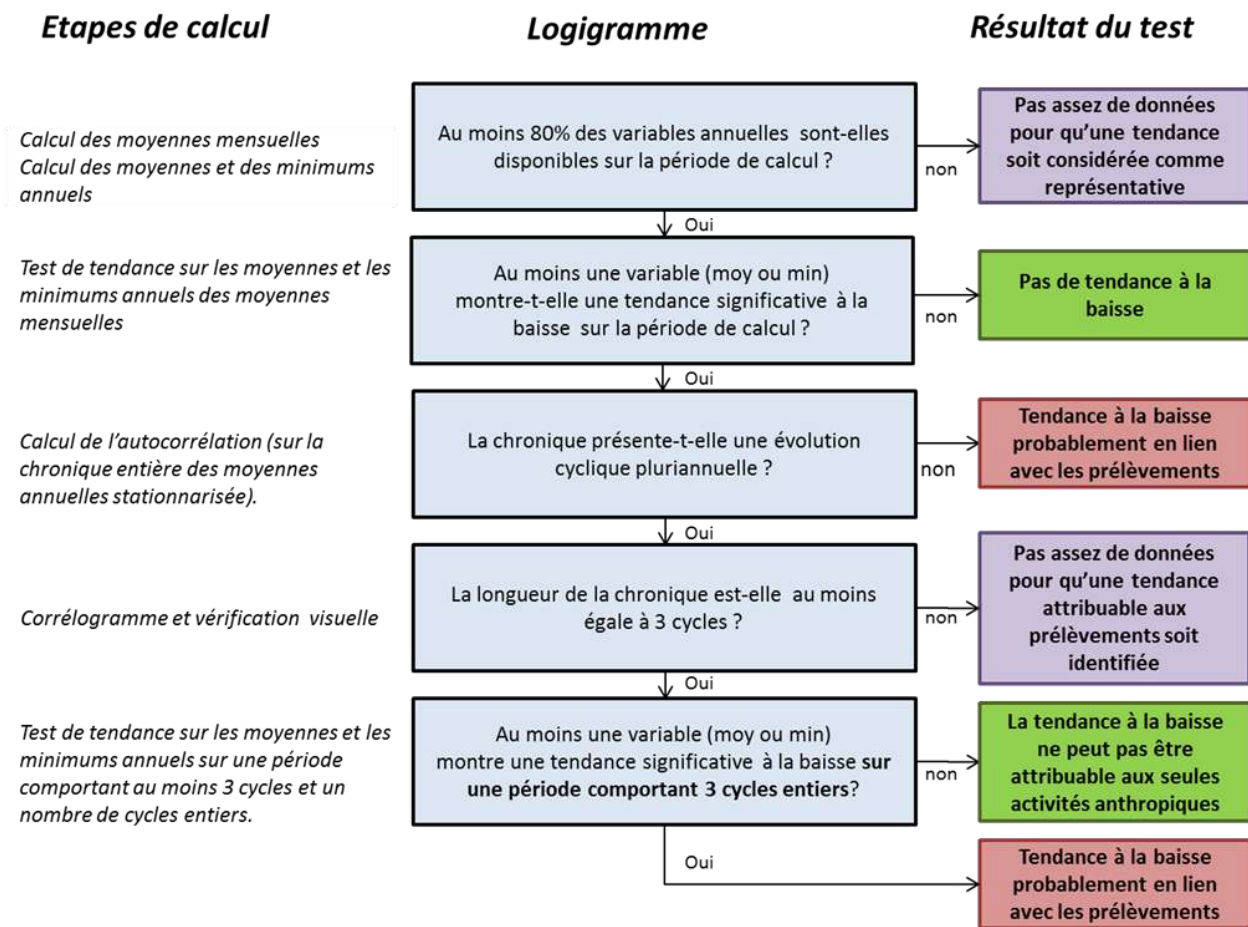 Etapes de calcul
Logigramme
Résultat du test
Calcul des moyennes mensuelles
Calcul des moyennes et des minimums
annuels
Au moins 80% des variables annuelles sont-elles
disponibles sur la période de calcul ?
non
Pas assez de données
pour qu'une tendance
soit considérée comme
représentative
Oui
Test de tendance sur les moyennes et les
minimums annuels des moyennes
mensuelles
Au moins une variable (moy ou min)
montre-t-elle une tendance significative à la
baisse sur la période de calcul ?
non
Pas de tendance à la
baisse
Oui
Calcul de l'autocorrélation (sur la
chronique entière des moyennes
annuelles stationnarisée).
La chronique présente-t-elle une évolution
cyclique pluriannuelle ?
non
Tendance à la baisse
probablement en lien
avec les prélèvements
Oui
Corrélogramme et vérification visuelle
La longueur de la chronique est-elle au moins
égale à 3 cycles ?
non
Pas assez de données
pour qu'une tendance
attribuable aux
prélèvements soit
identifiée
Oui
Test de tendance sur les moyennes et les
minimums annuels sur une période
comportant au moins 3 cycles et un
nombre de cycles entiers.
Au moins une variable (moy ou min)
montre une tendance significative à la baisse sur
une période comportant 3 cycles entiers?
non
La tendance à la baisse
ne peut pas être
attribuable aux seules
activités anthropiques
Oui
Tendance à la baisse
probablement en lien
avec les prélèvements